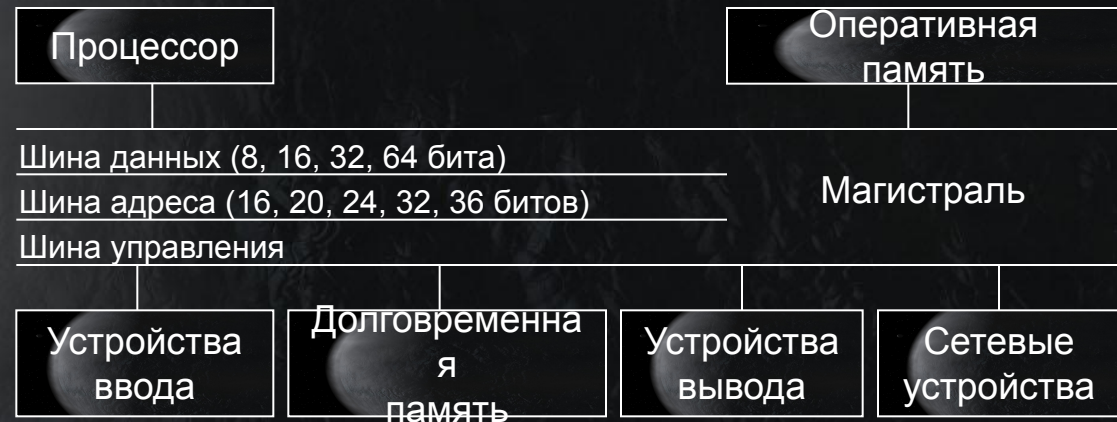 Процессор
Оперативная
память
Шина данных (8, 16, 32, 64 бита)
Шина адреса (16, 20, 24, 32, 36 битов)
Магистраль
Шина управления
Устройства
ввода
Долговременна
я
память
Устройства
вывода
Сетевые
устройства